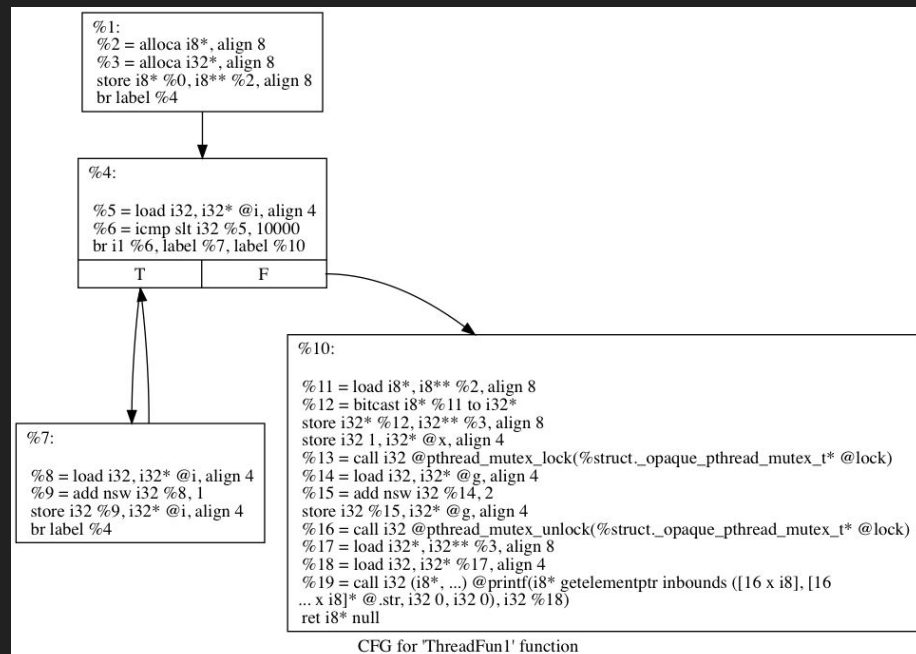 %1:
%2 = alloca i8*, align 8
%3 = alloca i32*, align 8
store i8* %0, i8** %2, align 8
br label %4
%4:
%5 = load i32, i32* @i, align 4
%6 = icmp slt i32 %5, 10000
br i1 %6, label %7, label %10
T F
%7:
%8 = load i32, i32* @i, align 4
%9 = add nsw i32 %8, 1
store i32 %9, i32* @i, align 4
br label %4
%10:
%11 = load i8*, i8** %2, align 8
%12 = bitcast i8* %11 to i32*
store i32* %12, i32** %3, align 8
store i32 1, i32* @x, align 4
%13 = call i32 @pthread_mutex_lock(%struct._opaque_pthread_mutex_t* @lock)
%14 = load i32, i32* @g, align 4
%15 = add nsw i32 %14, 2
store i32 %15, i32* @g, align 4
%16 = call i32 @pthread_mutex_unlock(%struct._opaque_pthread_mutex_t* @lock)
%17 = load i32*, i32** %3, align 8
%18 = load i32, i32* %17, align 4
%19 = call i32 (i8*, ...) @printf(i8* getelementptr inbounds ([16 x i8], [16
... x i8]* @.str, i32 0, i32 0), i32 %18)
ret i8* null
CFG for 'ThreadFun1' function